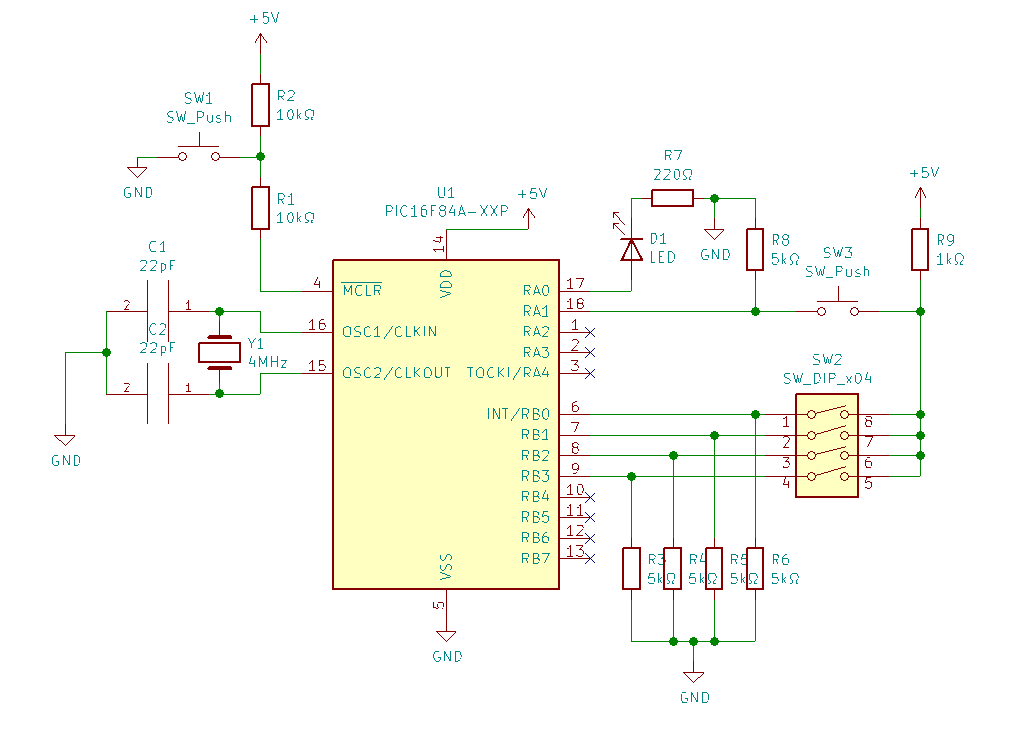 +5V
SW1
SW_Push
R2
10kΩ
GND
R1
10kΩ
U1
PIC16F84A-XXP
+5V
14
VDD
R7
220Ω
D1
LED
GND
R8
5kΩ
SW3
SW_Push
+5V
R9
1kΩ
C1
22pF
2
1
C2
22pF
2
1
Y1
4MHz
GND
4
MCLR
16
OSC1/CLKIN
15
OSC2/CLKOUT
RA0
17
RA1
18
RA2
1
RA3
2
TOCKI/RA4
3
INT/RB0
6
RB1
7
RB2
8
RB3
9
RB4
10
RB5
11
RB6
12
RB7
13
VSS
5
GND
SW2
SW_DIP_x04
1
8
2
7
3
6
4
5
R3
5kΩ
R4
5kΩ
R5
5kΩ
R6
5kΩ
GND